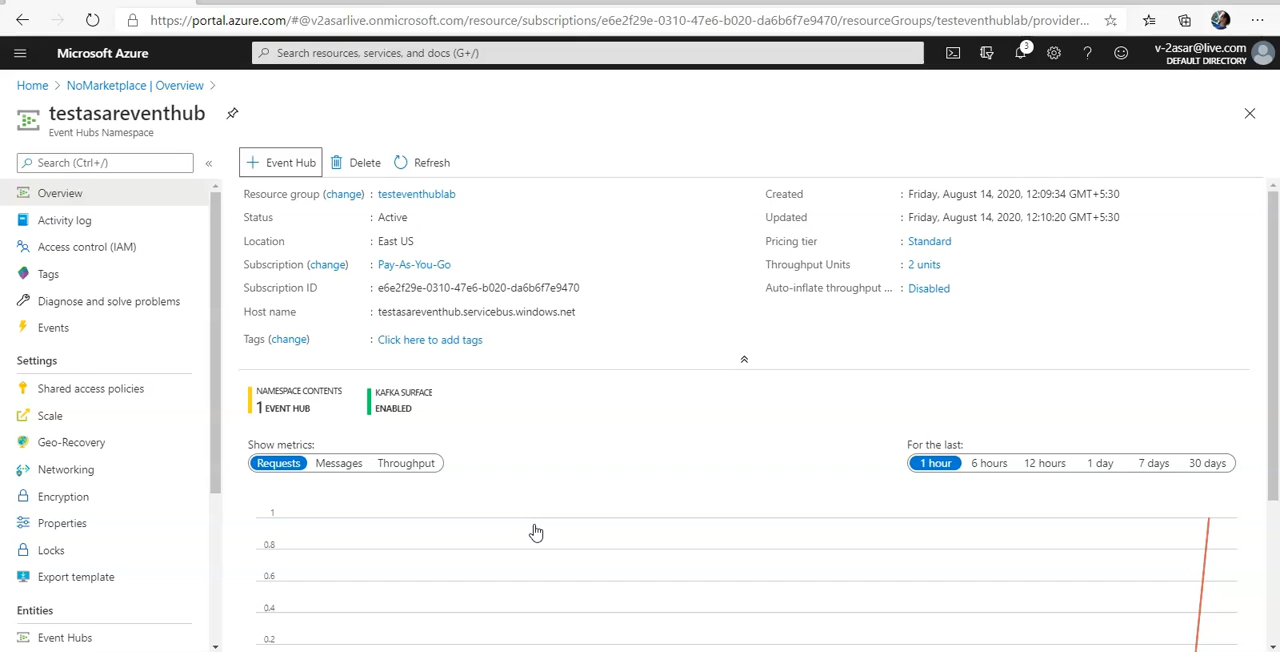 https://portal.azure.com/#@v2asarlive.onmicrosoft.com/resource/subscriptions/e6e2f29e-0310-47e6-b020-da6b6f7e9470/resourceGroups/testeventhublab/provider...
Microsoft Azure
Search resources, services, and docs (G+/)
3
v-2asar@live.com
DEFAULT DIRECTORY
Home > NoMarketplace | Overview >
testasareventhub
Event Hubs Namespace
Search (Ctrl+/)
«
+ Event Hub
Delete
Refresh
Overview
Activity log
Access control (IAM)
Tags
Diagnose and solve problems
Events
Settings
Shared access policies
Scale
Geo-Recovery
Networking
Encryption
Properties
Locks
Export template
Entities
Event Hubs
Resource group (change) : testeventhublab
Status : Active
Location : East US
Subscription (change) : Pay-As-You-Go
Subscription ID : e6e2f29e-0310-47e6-b020-da6b6f7e9470
Host name : testasareventhub.servicebus.windows.net
Tags (change) : Click here to add tags
Created : Friday, August 14, 2020, 12:09:34 GMT+5:30
Updated : Friday, August 14, 2020, 12:10:20 GMT+5:30
Pricing tier : Standard
Throughput Units : 2 units
Auto-inflate throughput ... : Disabled
NAMESPACE CONTENTS
1 EVENT HUB
KAFKA SURFACE
ENABLED
Show metrics:
Requests Messages Throughput
For the last:
1 hour 6 hours 12 hours 1 day 7 days 30 days
1
0.8
0.6
0.4
0.2